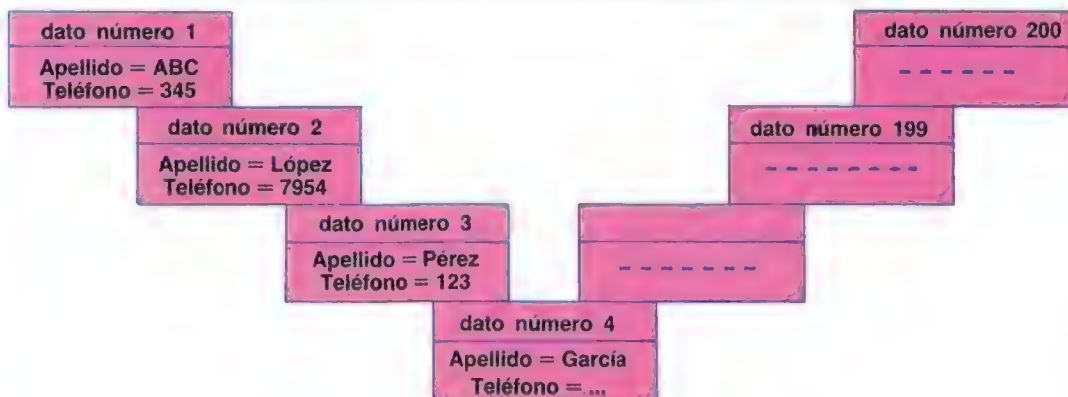 dato número 1
Apellido = ABC
Teléfono = 345
dato número 2
Apellido = López
Teléfono = 7954
dato número 3
Apellido = Pérez
Teléfono = 123
dato número 4
Apellido = García
Teléfono = ...
dato número 199
- - - - - - - -
- - - - - - -
dato número 200
- - - - - -